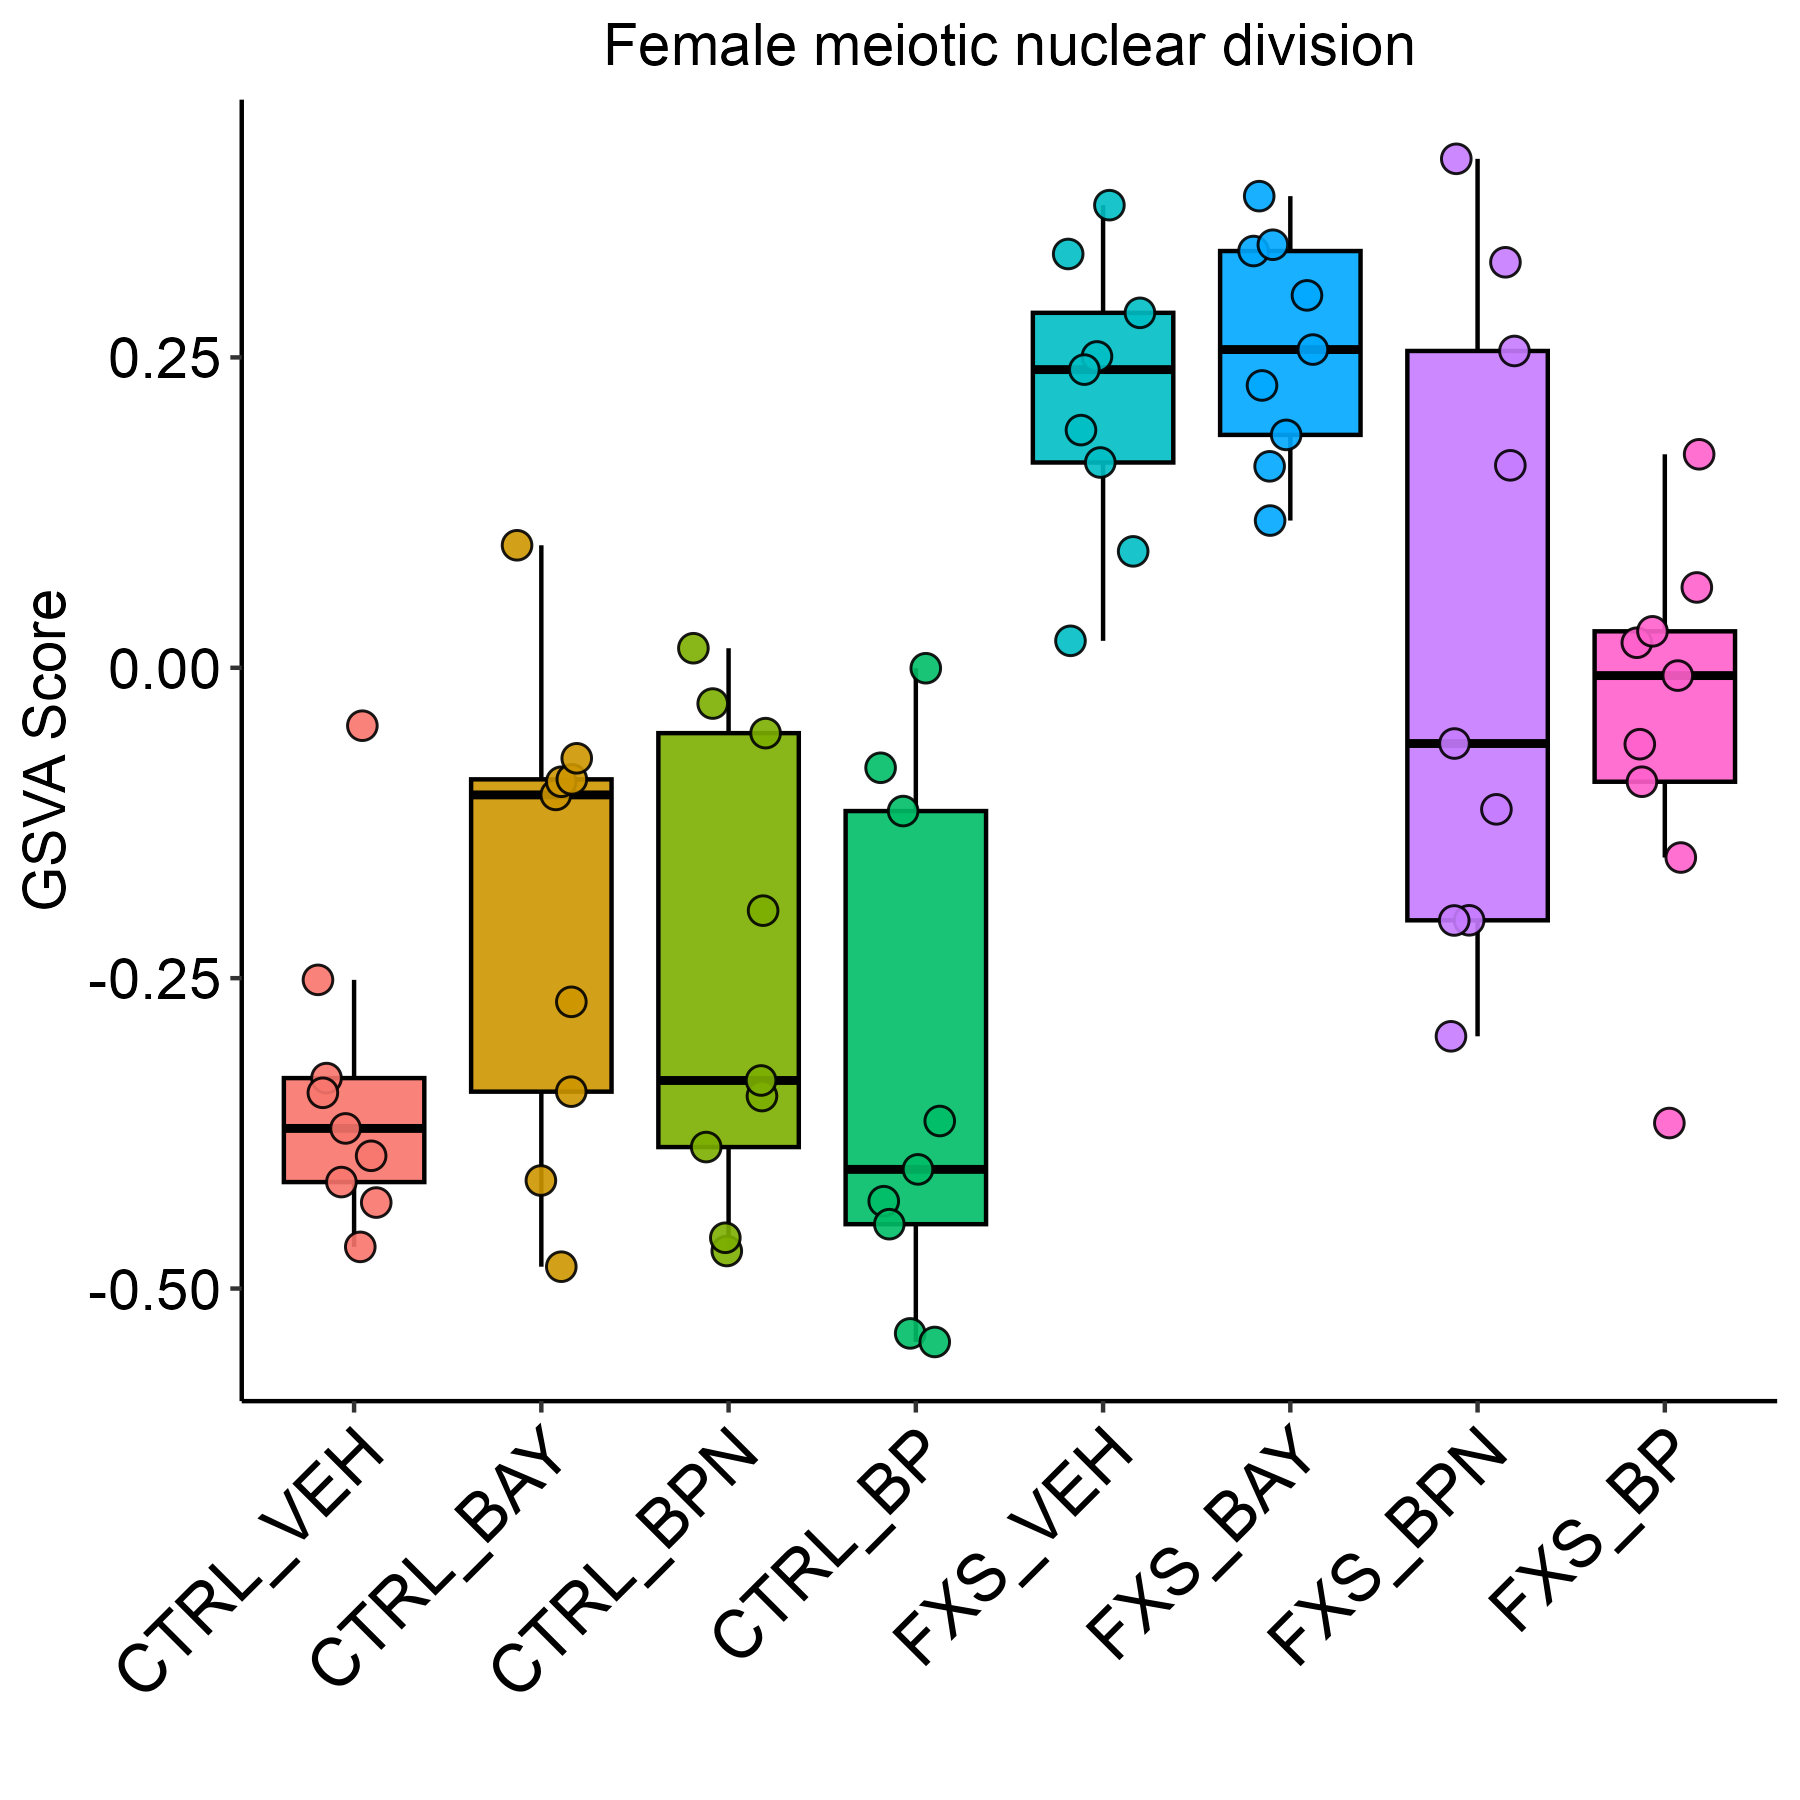 Female meiotic nuclear division
GSVA Score
0.25
0.00
-0.25
-0.50
CTRL_VEH
CTRL_BAY
CTRL_BPN
CTRL_BP
FXS_VEH
FXS_BAY
FXS_BPN
FXS_BP